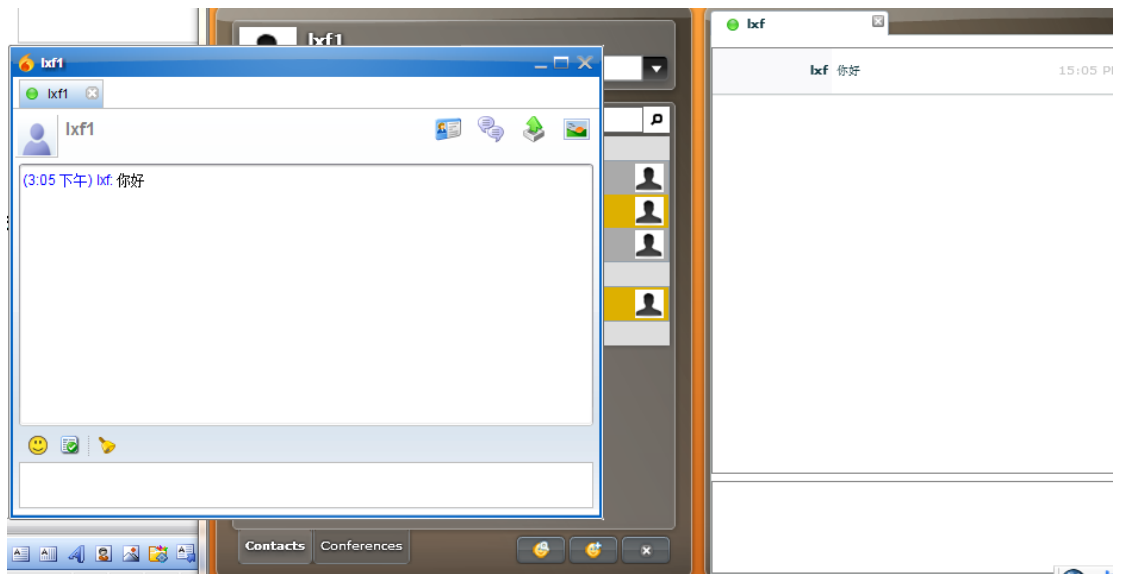 lxf1
lxf1
lxf1
(3:05 下午) lxf: 你好
lxf1
Contacts
Conferences
lxf
lxf 你好
15:05